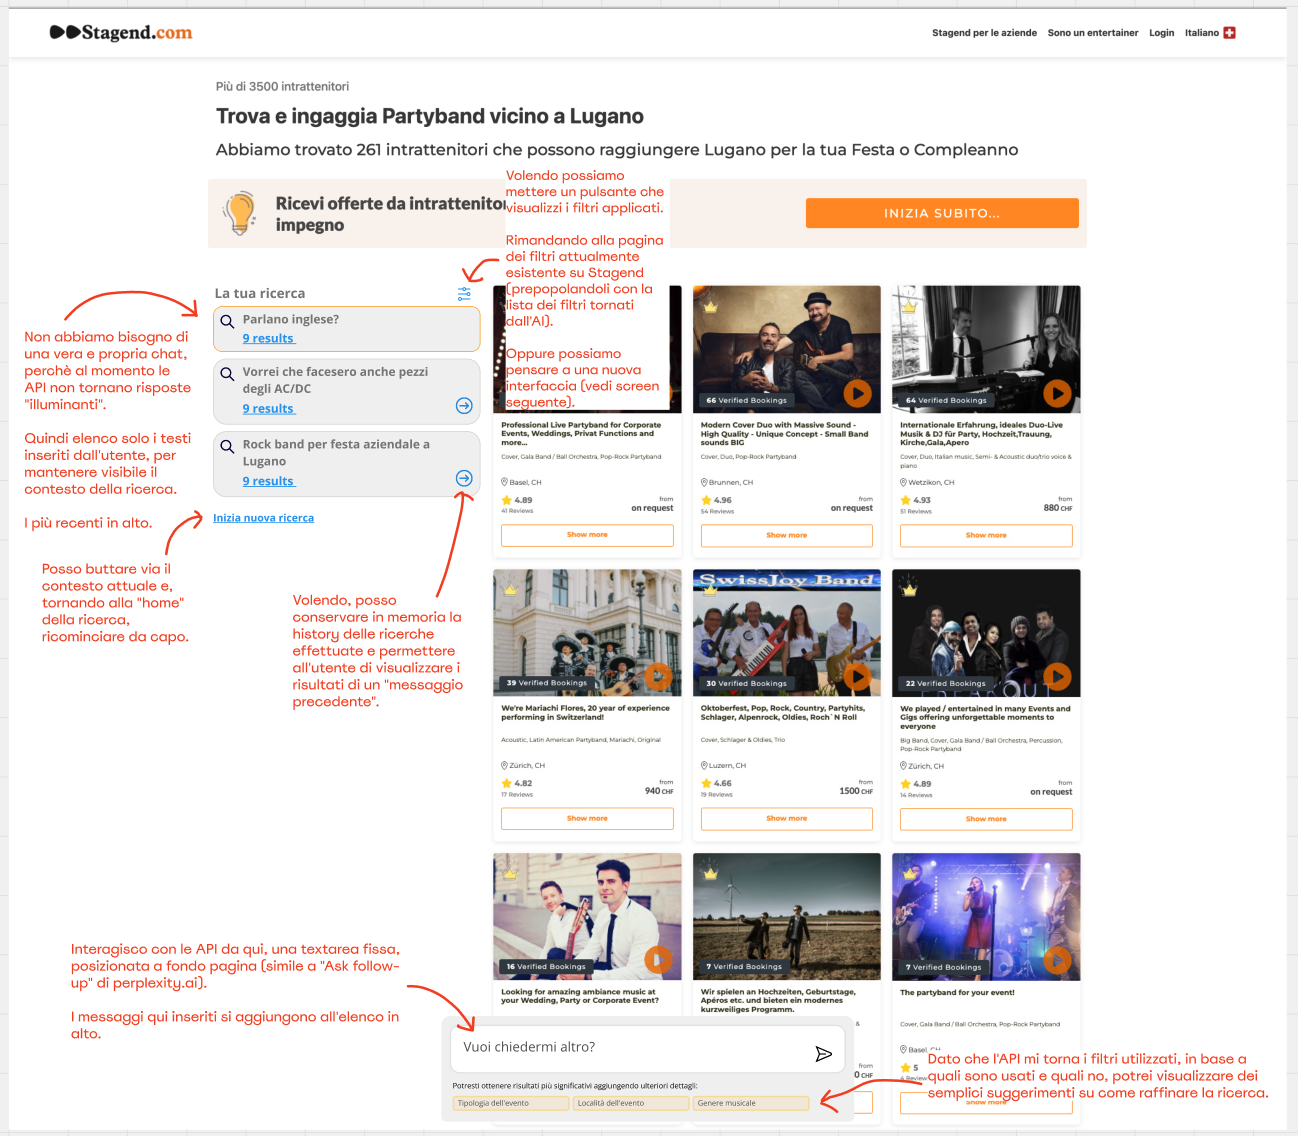 Stagend.com
Stagend per le aziende
Sono un entertainer
Login
Italiano
Più di 3500 intrattenitori
Trova e ingaggia Partyband vicino a Lugano
Abbiamo trovato 261 intrattenitori che possono raggiungere Lugano per la tua Festa o Compleanno
Ricevi offerte da
impegno
INIZIA SUBITO...
Volendo possiamo
mettere un pulsante che
visualizzi i filtri applicati.
Rimandando alla pagina
dei filtri attualmente
esistente su Stagend
(prepopolandoli con la
lista dei filtri tornati
dall'AI).
Oppure possiamo
pensare a una nuova
interfaccia (vedi screen
seguente).
La tua ricerca
Parlano inglese?
9 results
Vorrei che facesero anche pezzi
degli AC/DC
9 results
Rock band per festa aziendale a
Lugano
9 results
Inizia nuova ricerca
Non abbiamo bisogno di
una vera e propria chat,
perchè al momento le
API non tornano risposte
"illuminanti".
Quindi elenco solo i testi
inseriti dall'utente, per
mantenere visibile il
contesto della ricerca.
I più recenti in alto.
Posso buttare via il
contesto attuale e,
tornando alla "home"
della ricerca,
ricominciare da capo.
Volendo, posso
conservare in memoria la
history delle ricerche
effettuate e permettere
all'utente di visualizzare i
risultati di un "messaggio
precedente".
Professional Live Partyband for Corporate
Events, Weddings, Privat Functions and
more...
Cover, Gala Band / Ball Orchestra, Pop-Rock Partyband
Basel, CH
4.89
41 Reviews
from
on request
Show more
66 Verified Bookings
Modern Cover Duo with Massive Sound -
High Quality - Unique Concept - Small Band
sounds BIG
Cover, Duo, Pop-Rock Partyband
Brunnen, CH
4.96
54 Reviews
from
on request
Show more
64 Verified Bookings
Internationale Erfahrung, ideales Duo-Live
Musik & DJ für Party, Hochzeit,Trauung,
Kirche,Gala,Apero
Cover, Duo, Italian music, Semi- & Acoustic duo/trio voice &
piano
Wetzikon, CH
4.93
51 Reviews
from
880 CHF
Show more
39 Verified Bookings
We're Mariachi Flores, 20 year of experience
performing in Switzerland!
Acoustic, Latin American Partyband, Mariachi, Original
Zürich, CH
4.82
17 Reviews
from
940 CHF
Show more
SwissJoy Band
30 Verified Bookings
Oktoberfest, Pop, Rock, Country, Partyhits,
Schlager, Alpenrock, Oldies, Roch`N Roll
Cover, Schlager & Oldies, Trio
Luzern, CH
4.66
19 Reviews
from
1500 CHF
Show more
22 Verified Bookings
We played / entertained in many Events and
Gigs offering unforgettable moments to
everyone
Big Band, Cover, Gala Band / Ball Orchestra, Percussion,
Pop-Rock Partyband
Zürich, CH
4.89
14 Reviews
from
on request
Show more
16 Verified Bookings
Looking for amazing ambiance music at
your Wedding, Party or Corporate Event?
7 Verified Bookings
Wir spielen an Hochzeiten, Geburtstage,
Apéros etc. und bieten ein modernes
kurzweiliges Programm.
&
0 CHF
7 Verified Bookings
The partyband for your event!
Cover, Gala Band / Ball Orchestra, Pop-Rock Partyband
Basel
5
Show more
Interagisco con le API da qui, una textarea fissa,
posizionata a fondo pagina (simile a "Ask follow-
up" di perplexity.ai).
I messaggi qui inseriti si aggiungono all'elenco in
alto.
Vuoi chiedermi altro?
Potresti ottenere risultati più significativi aggiungendo ulteriori dettagli:
Tipologia dell'evento
Località dell'evento
Genere musicale
Dato che l'API mi torna i filtri utilizzati, in base a
quali sono usati e quali no, potrei visualizzare dei
semplici suggerimenti su come raffinare la ricerca.